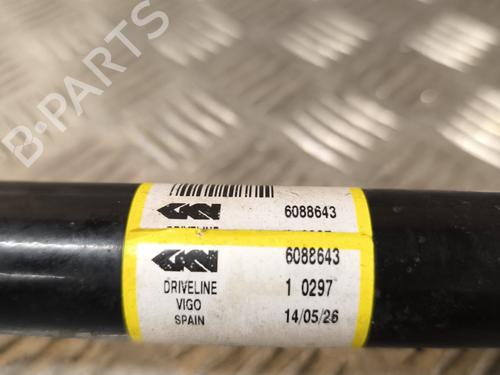 B-PARTS
GKN 6088643
GKN 6088643
DRIVELINE 1 0297
VIGO
SPAIN 14/05/26